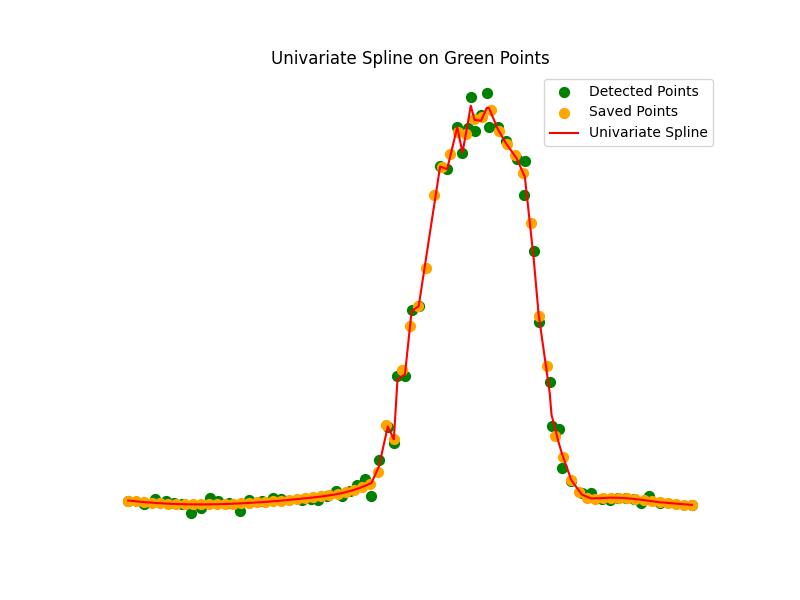 Univariate Spline on Green Points
Detected Points
Saved Points
Univariate Spline